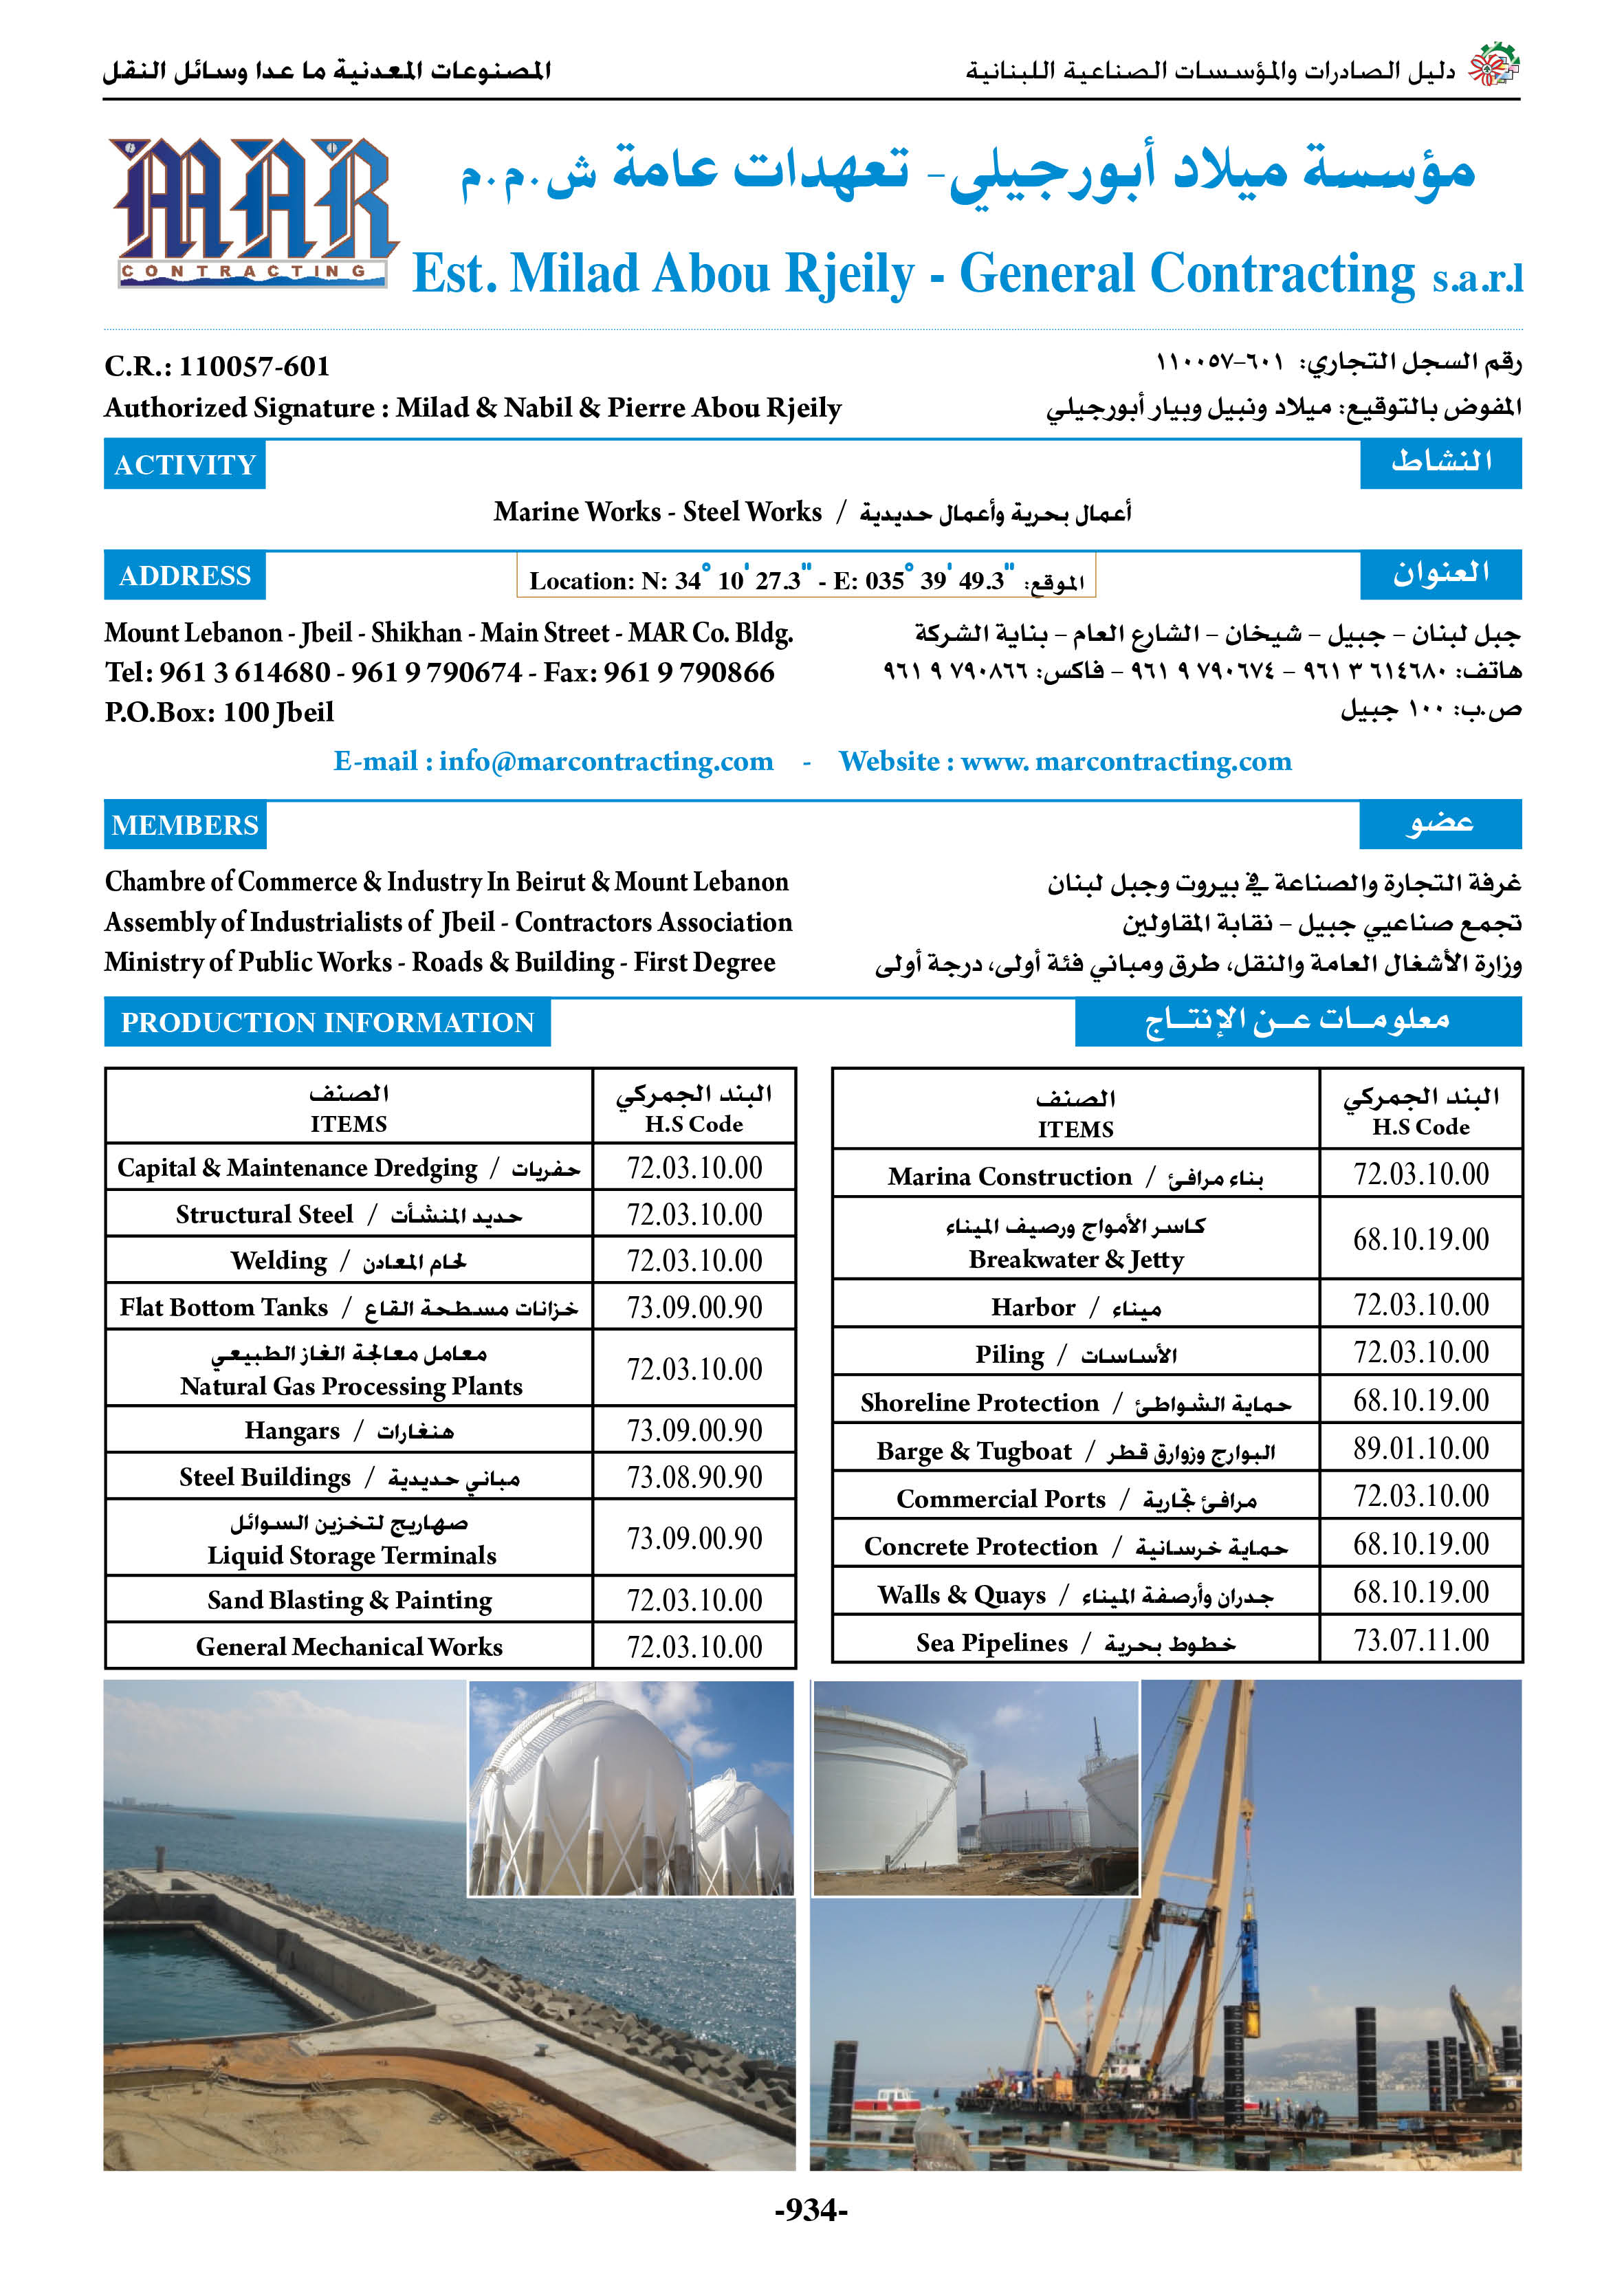 دليل الصادرات والمؤسسات الصناعية اللبنانية
المصنوعات المعدنية ما عدا وسائل النقل
MAR
CONTRACTING
مؤسسة ميلاد أبورجيلي- تعهدات عامة ش.م.م
Est. Milad Abou Rjeily - General Contracting s.a.r.l
C.R.: 110057-601
رقم السجل التجاري: ٦٠١-١١٠٠٥٧
Authorized Signature : Milad & Nabil & Pierre Abou Rjeily
المفوض بالتوقيع: ميلاد ونبيل وبيار أبورجيلي
ACTIVITY
النشاط
Marine Works - Steel Works / أعمال بحرية وأعمال حديدية
ADDRESS
Location: N: 34° 10' 27.3" - E: 035° 39' 49.3" الموقع:
العنوان
Mount Lebanon - Jbeil - Shikhan - Main Street - MAR Co. Bldg.
Tel: 961 3 614680 - 961 9 790674 - Fax: 961 9 790866
P.O.Box: 100 Jbeil
جبل لبنان - جبيل - شيخان - الشارع العام - بناية الشركة
هاتف: ٦١٤٦٨٠ ٣ ٩٦١ - ٧٩٠٦٧٤ ٩ ٩٦١ - فاكس: ٧٩٠٨٦٦ ٩ ٩٦١
ص.ب: ١٠٠ جبيل
E-mail : info@marcontracting.com - Website : www. marcontracting.com
MEMBERS
عضو
Chambre of Commerce & Industry In Beirut & Mount Lebanon
Assembly of Industrialists of Jbeil - Contractors Association
Ministry of Public Works - Roads & Building - First Degree
غرفة التجارة والصناعة في بيروت وجبل لبنان
تجمع صناعيي جبيل - نقابة المقاولين
وزارة الأشغال العامة والنقل، طرق ومباني فئة أولى، درجة أولى
PRODUCTION INFORMATION
معلومـات عـن الإنتـاج
الصنف
ITEMS
البند الجمركي
H.S Code
Capital & Maintenance Dredging / حفريات 72.03.10.00
Structural Steel / حديد المنشأت 72.03.10.00
Welding / لحام المعادن 72.03.10.00
Flat Bottom Tanks / خزانات مسطحة القاع 73.09.00.90
معامل معالجة الغاز الطبيعي
Natural Gas Processing Plants 72.03.10.00
Hangars / هنغارات 73.09.00.90
Steel Buildings / مباني حديدية 73.08.90.90
صهاريج لتخزين السوائل
Liquid Storage Terminals 73.09.00.90
Sand Blasting & Painting 72.03.10.00
General Mechanical Works 72.03.10.00
الصنف
ITEMS
البند الجمركي
H.S Code
Marina Construction / بناء مرافئ 72.03.10.00
كاسر الأمواج ورصيف الميناء
Breakwater & Jetty 68.10.19.00
Harbor / ميناء 72.03.10.00
Piling / الأساسات 72.03.10.00
Shoreline Protection / حماية الشواطئ 68.10.19.00
Barge & Tugboat / البوارج وزوارق قطر 89.01.10.00
Commercial Ports / مرافئ تجارية 72.03.10.00
Concrete Protection / حماية خرسانية 68.10.19.00
Walls & Quays / جدران وأرصفة الميناء 68.10.19.00
Sea Pipelines / خطوط بحرية 73.07.11.00
-934-